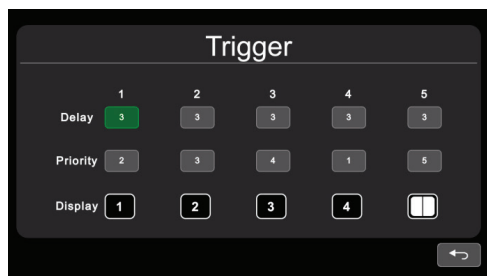 Trigger
1 2 3 4 5
Delay 3 3 3 3 3
Priority 2 3 4 1 5
Display 1 2 3 4